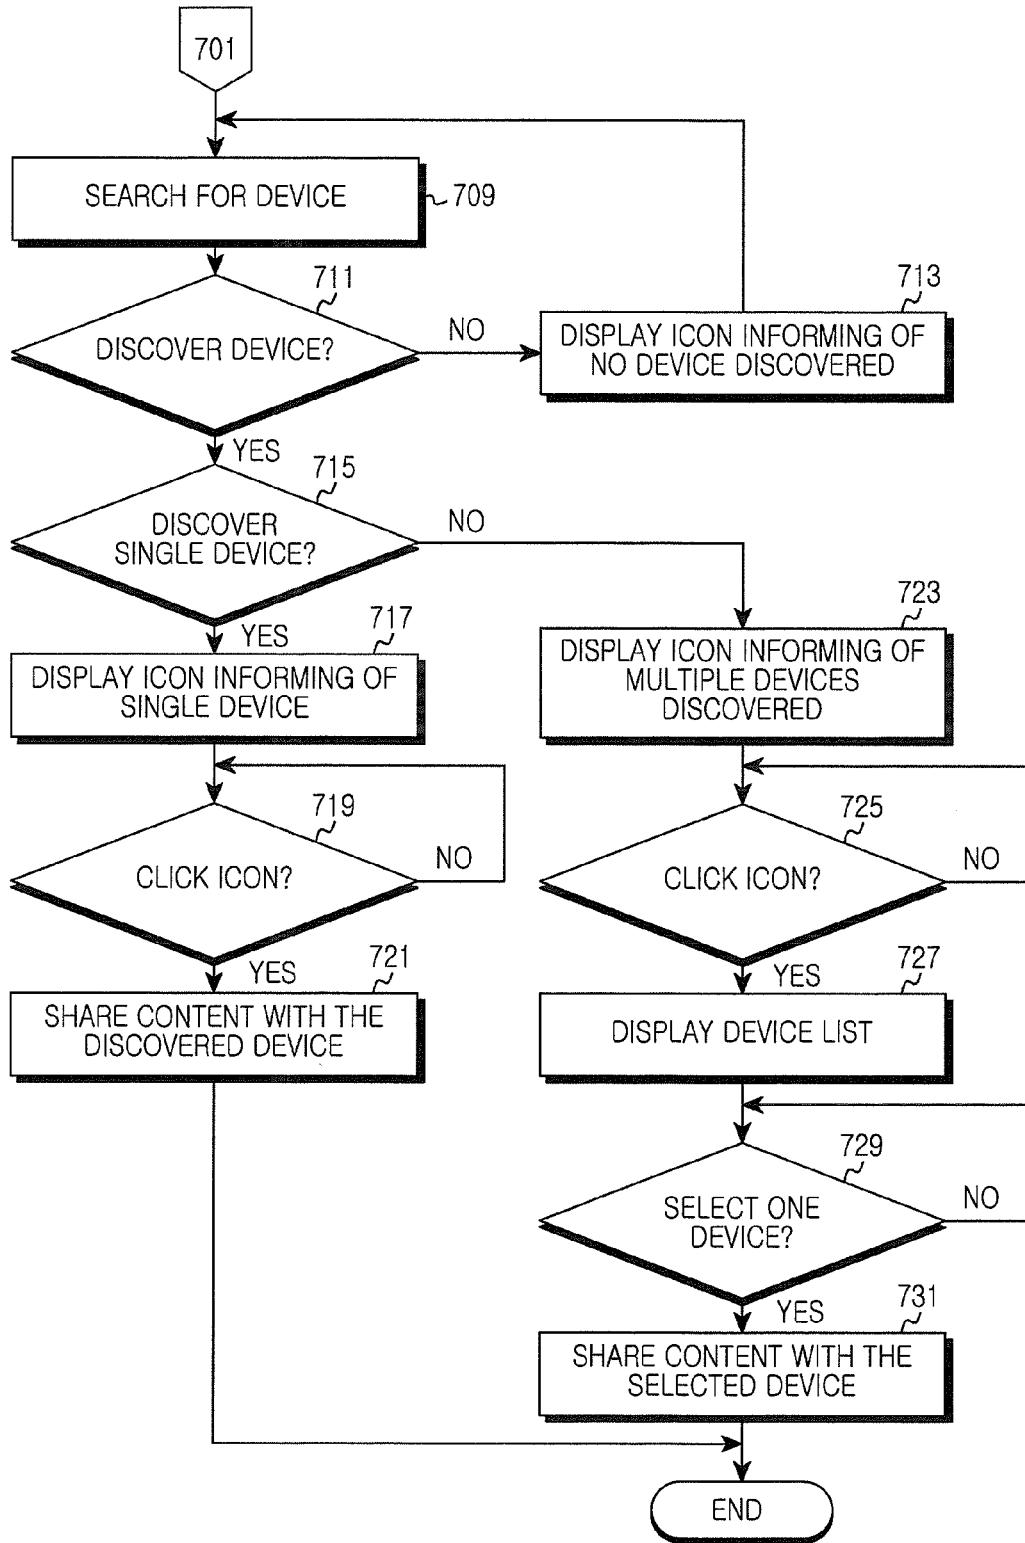 701
SEARCH FOR DEVICE
709
711
DISCOVER DEVICE?
NO
713
DISPLAY ICON INFORMING OF
NO DEVICE DISCOVERED
YES
715
DISCOVER
SINGLE DEVICE?
NO
YES
717
DISPLAY ICON INFORMING OF
SINGLE DEVICE
723
DISPLAY ICON INFORMING OF
MULTIPLE DEVICES
DISCOVERED
719
CLICK ICON?
NO
YES
721
SHARE CONTENT WITH THE
DISCOVERED DEVICE
725
CLICK ICON?
NO
YES
727
DISPLAY DEVICE LIST
729
SELECT ONE
DEVICE?
NO
YES
731
SHARE CONTENT WITH THE
SELECTED DEVICE
END